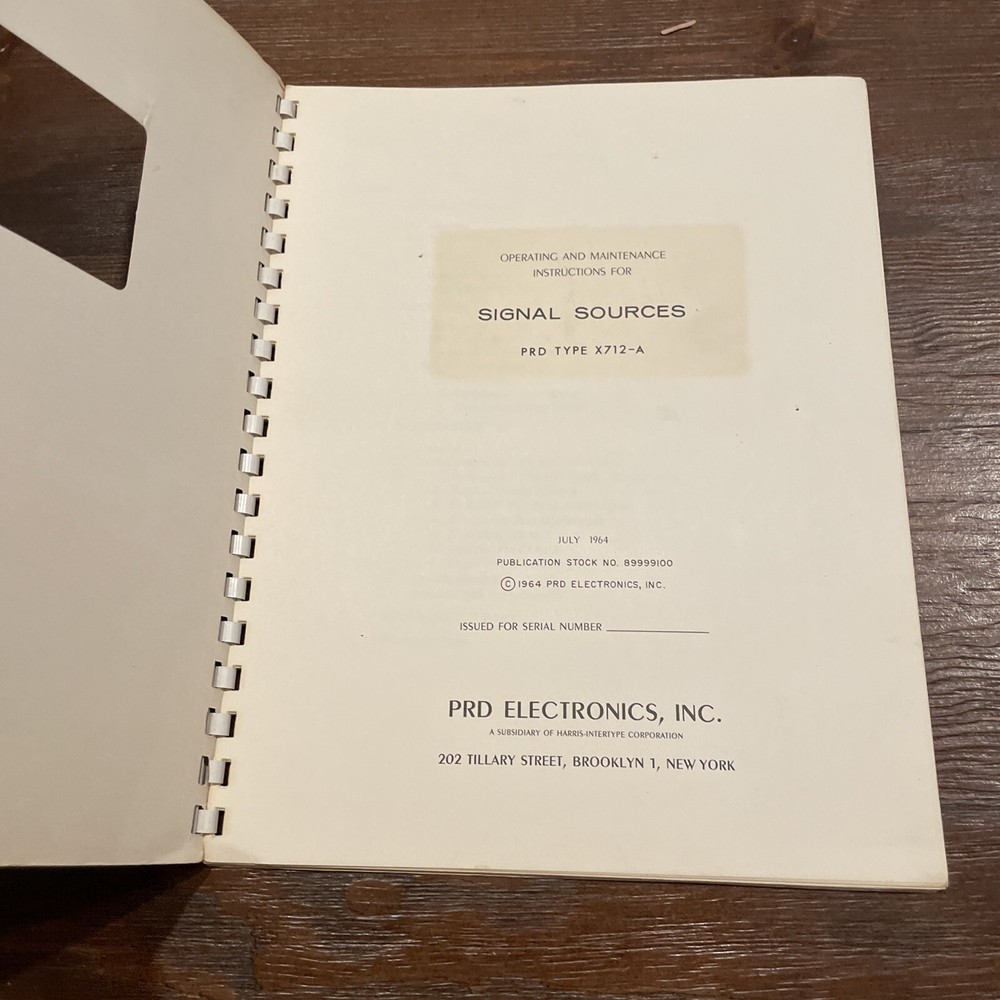 OPERATING AND MAINTENANCE
INSTRUCTIONS FOR
SIGNAL SOURCES
PRD TYPE X712-A
JULY 1964
PUBLICATION STOCK NO. 89999100
©1964 PRD ELECTRONICS, INC.
ISSUED FOR SERIAL NUMBER ____________
PRD ELECTRONICS, INC.
A SUBSIDIARY OF HARRIS-INTERTYPE CORPORATION
202 TILLARY STREET, BROOKLYN 1, NEW YORK